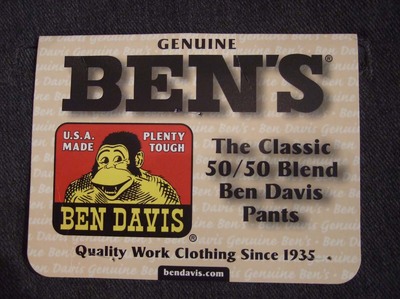 GENUINE
BEN'S®
U.S.A. PLENTY
MADE TOUGH
BEN DAVIS®
The Classic
50/50 Blend
Ben Davis
Pants
Quality Work Clothing Since 1935
bendavis.com